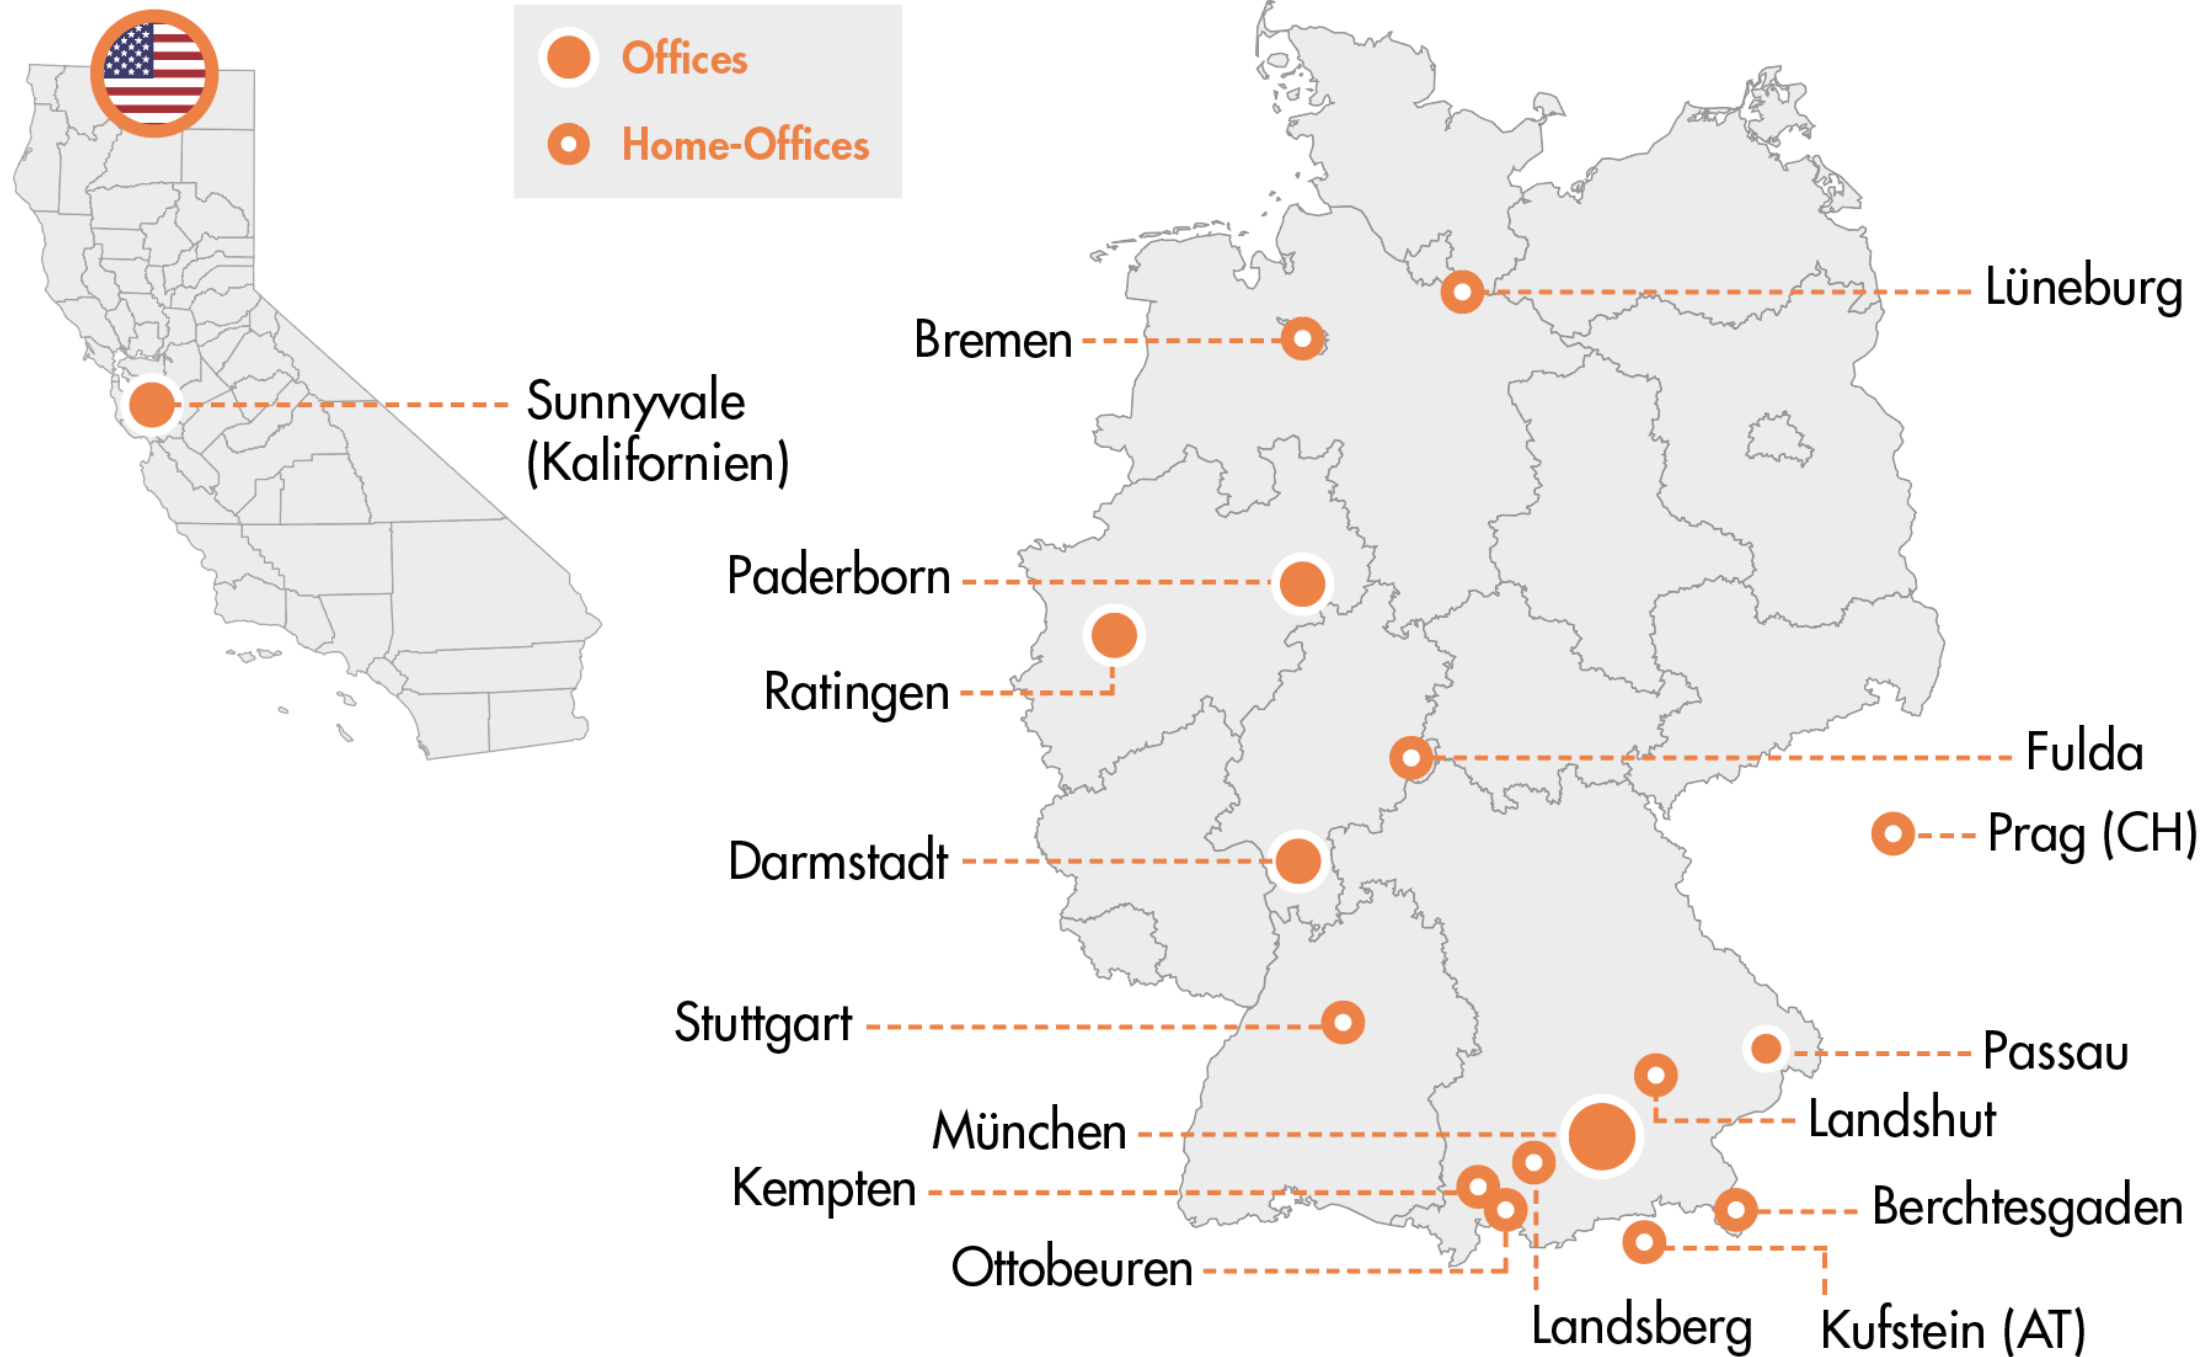 Offices
Home-Offices
Lüneburg
Bremen
Sunnyvale
(Kalifornien)
Paderborn
Ratingen
Fulda
Prag (CH)
Darmstadt
Stuttgart
Passau
München
Landshut
Kempten
Berchtesgaden
Ottobeuren
Landsberg
Kufstein (AT)